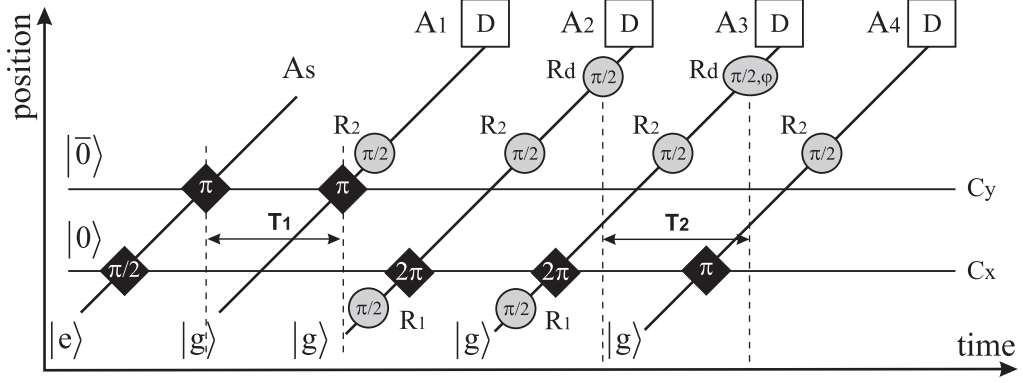 position
A1 D A2 D A3 D A4 D
As
Rd π/2 Rd π/2,φ
R2 R2 R2 R2
|0̅⟩ π/2 π/2 π/2 π/2
π π Cy
T1 T2
|0⟩
π/2 2π 2π π Cx
π/2 R1 π/2 R1
|e⟩ |g⟩ |g⟩ |g⟩ |g⟩
time